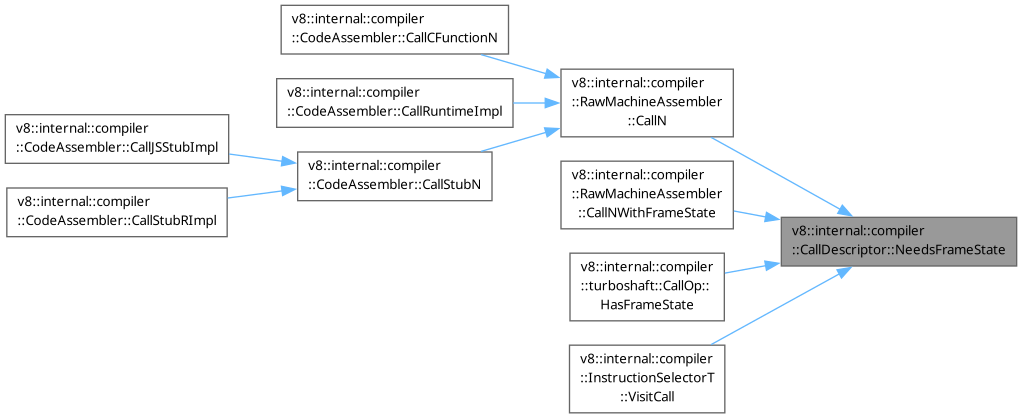 v8::internal::compiler
::CodeAssembler::CallCFunctionN
v8::internal::compiler
::RawMachineAssembler
::CallN
v8::internal::compiler
::CodeAssembler::CallRuntimeImpl
v8::internal::compiler
::CodeAssembler::CallJSStubImpl
v8::internal::compiler
::CodeAssembler::CallStubN
v8::internal::compiler
::CodeAssembler::CallStubRImpl
v8::internal::compiler
::RawMachineAssembler
::CallNWithFrameState
v8::internal::compiler
::CallDescriptor::NeedsFrameState
v8::internal::compiler
::turboshaft::CallOp::
HasFrameState
v8::internal::compiler
::InstructionSelectorT
::VisitCall